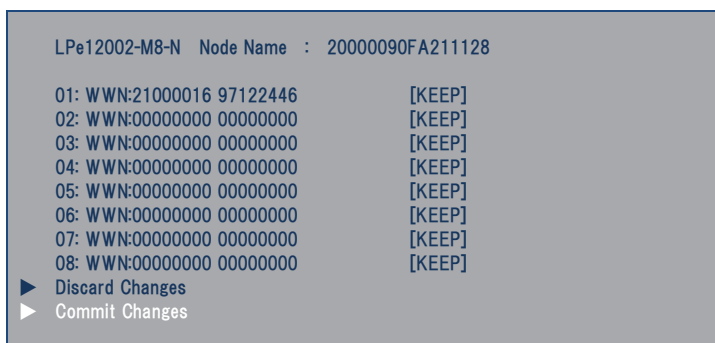 LPe12002-M8-N Node Name : 20000090FA211128
01: WWN:21000016 97122446 [KEEP]
02: WWN:00000000 00000000 [KEEP]
03: WWN:00000000 00000000 [KEEP]
04: WWN:00000000 00000000 [KEEP]
05: WWN:00000000 00000000 [KEEP]
06: WWN:00000000 00000000 [KEEP]
07: WWN:00000000 00000000 [KEEP]
08: WWN:00000000 00000000 [KEEP]
Discard Changes
Commit Changes